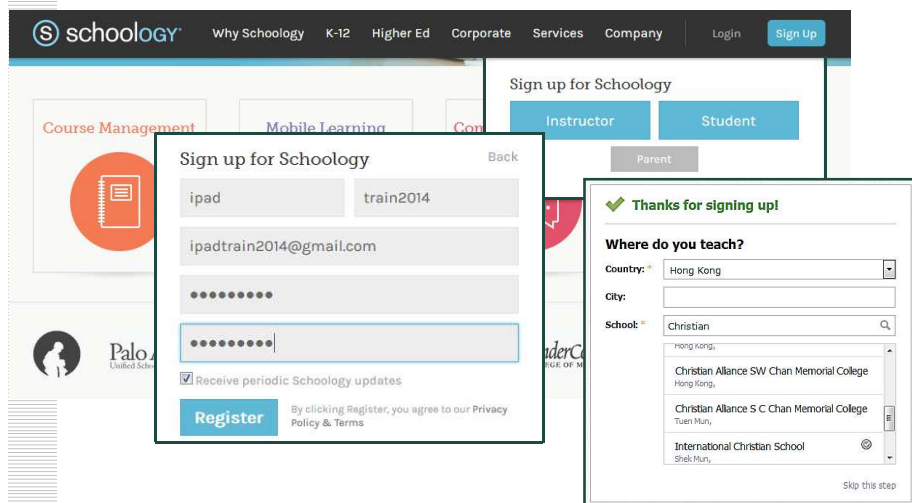 schoology
Why Schoology K-12 Higher Ed Corporate Services Company Login Sign Up
Sign up for Schoology
Instructor Student
Parent
Course Management
Mobile Learning
Sign up for Schoology Back
ipad train2014
ipadtrain2014@gmail.com
●●●●●●●●●
●●●●●●●●●
Receive periodic Schoology updates
Register
By clicking Register, you agree to our Privacy
Policy & Terms
Palo
Unified
Thanks for signing up!
Where do you teach?
Country: * Hong Kong
City:
School: * Christian
Hong Kong,
Christian Alliance SW Chan Memorial College
Hong Kong,
Christian Alliance S C Chan Memorial College
Tuen Mun,
International Christian School
Shek Mun,
Skip this step